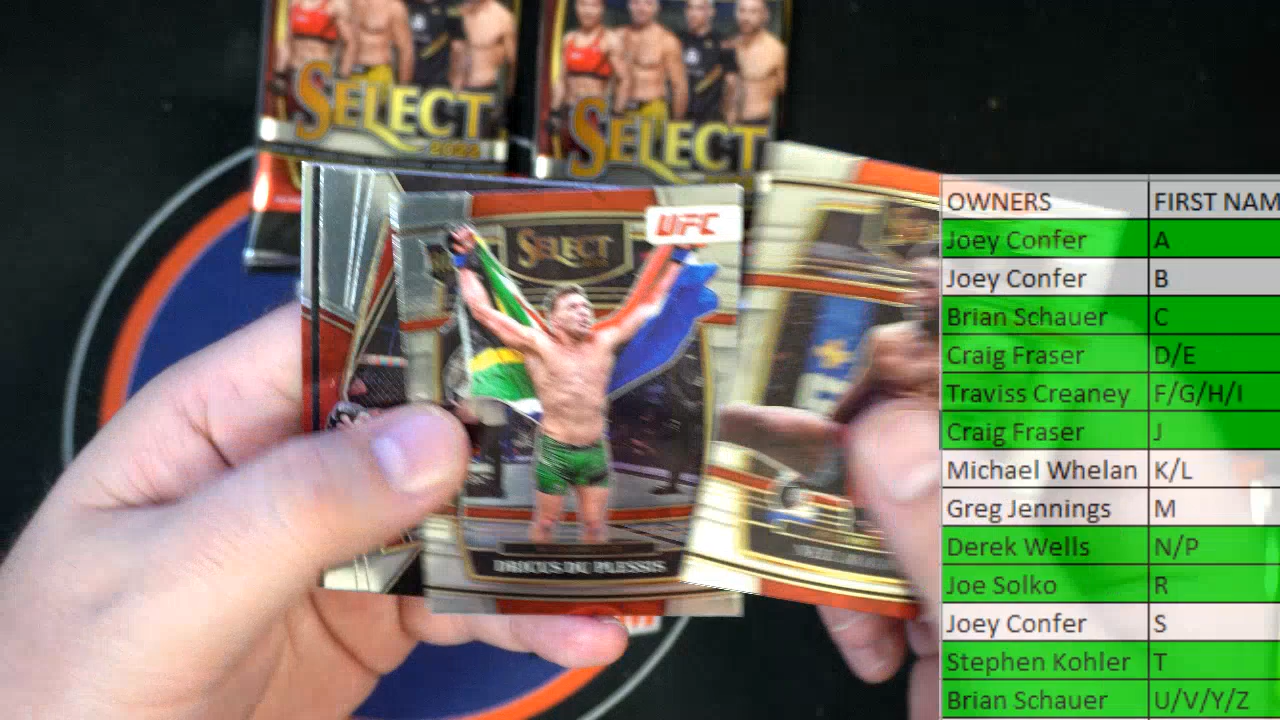 SELECT
2022
SELECT
UFC
SELECT
DRICUS DU PLESSIS
OWNERS FIRST NAM
Joey Confer A
Joey Confer B
Brian Schauer C
Craig Fraser D/E
Traviss Creaney F/G/H/I
Craig Fraser J
Michael Whelan K/L
Greg Jennings M
Derek Wells N/P
Joe Solko R
Joey Confer S
Stephen Kohler T
Brian Schauer U/V/Y/Z